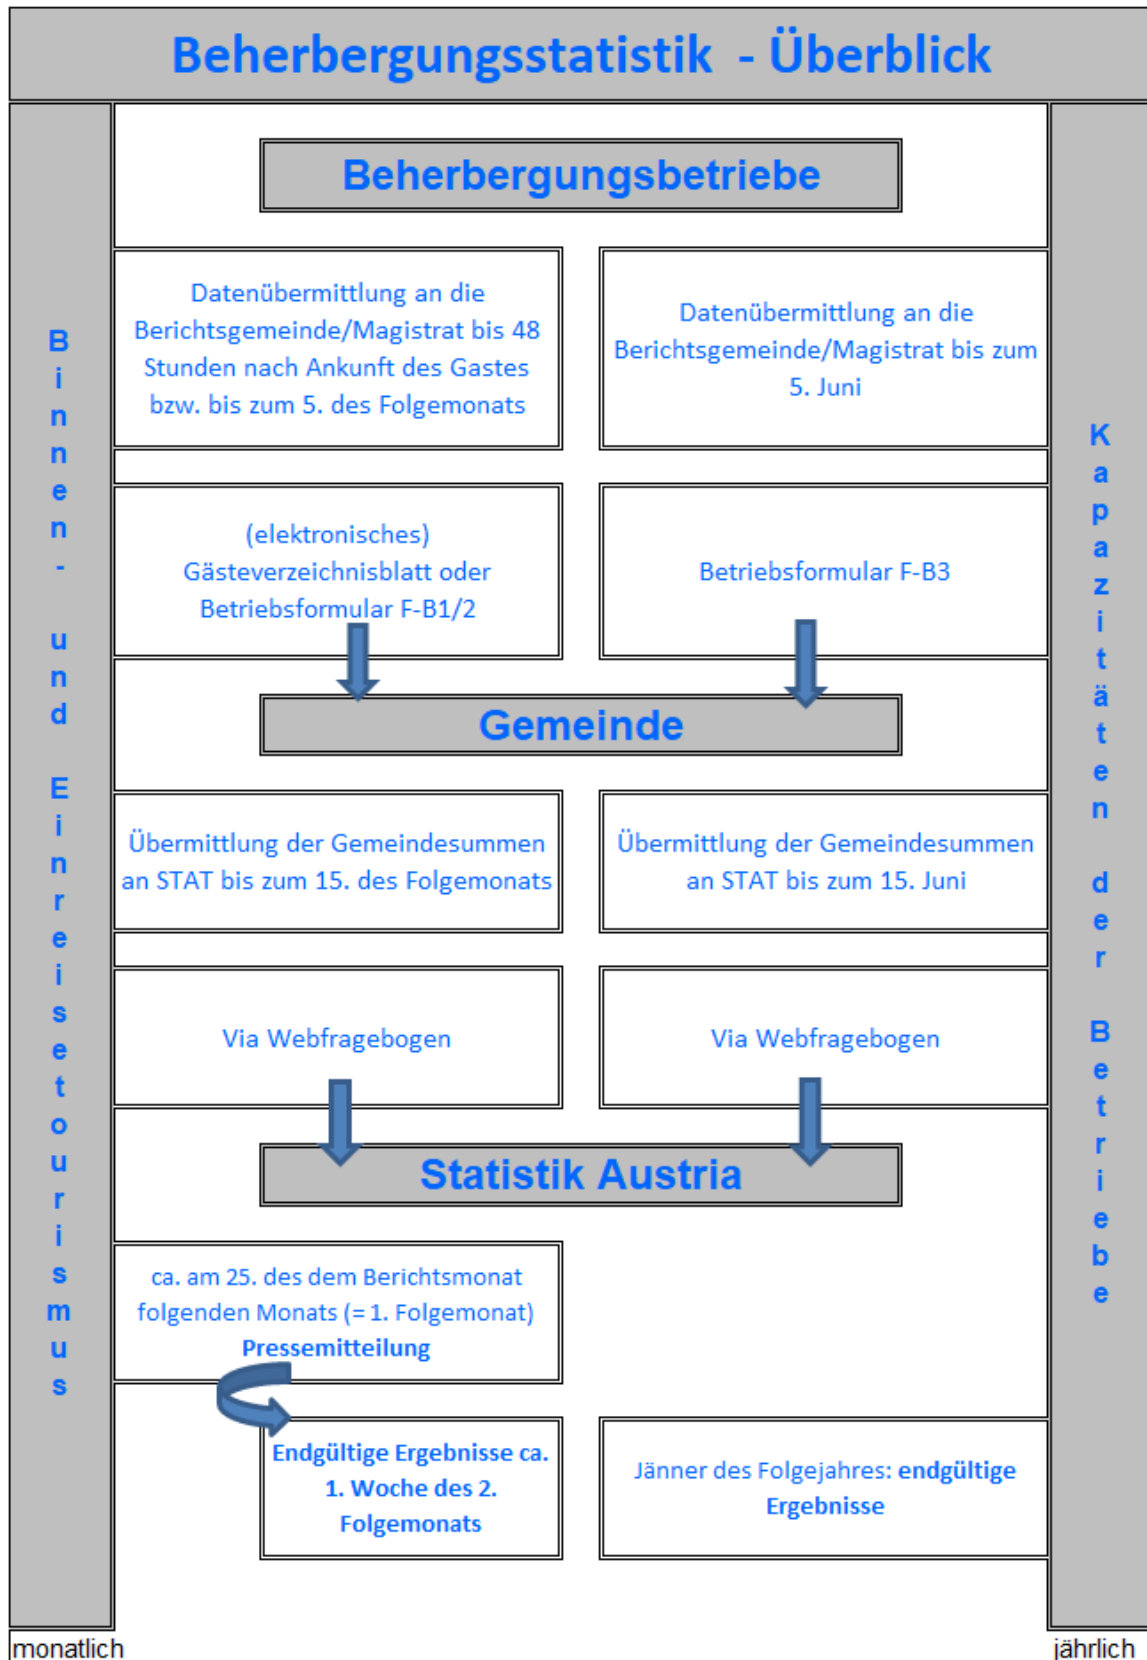 Beherbergungsstatistik - Überblick
Binnen- und Einreisetourismus
Kapazitäten der Betriebe
Beherbergungsbetriebe
Datenübermittlung an die
Berichtsgemeinde/Magistrat bis 48
Stunden nach Ankunft des Gastes
bzw. bis zum 5. des Folgemonats
Datenübermittlung an die
Berichtsgemeinde/Magistrat bis zum
5. Juni
(elektronisches)
Gästeverzeichnisblatt oder
Betriebsformular F-B1/2
Betriebsformular F-B3
Gemeinde
Übermittlung der Gemeindesummen
an STAT bis zum 15. des Folgemonats
Übermittlung der Gemeindesummen
an STAT bis zum 15. Juni
Via Webfragebogen
Via Webfragebogen
Statistik Austria
ca. am 25. des dem Berichtsmonat
folgenden Monats (= 1. Folgemonat)
Pressemitteilung
Endgültige Ergebnisse ca.
1. Woche des 2.
Folgemonats
Jänner des Folgejahres: endgültige
Ergebnisse
monatlich
jährlich